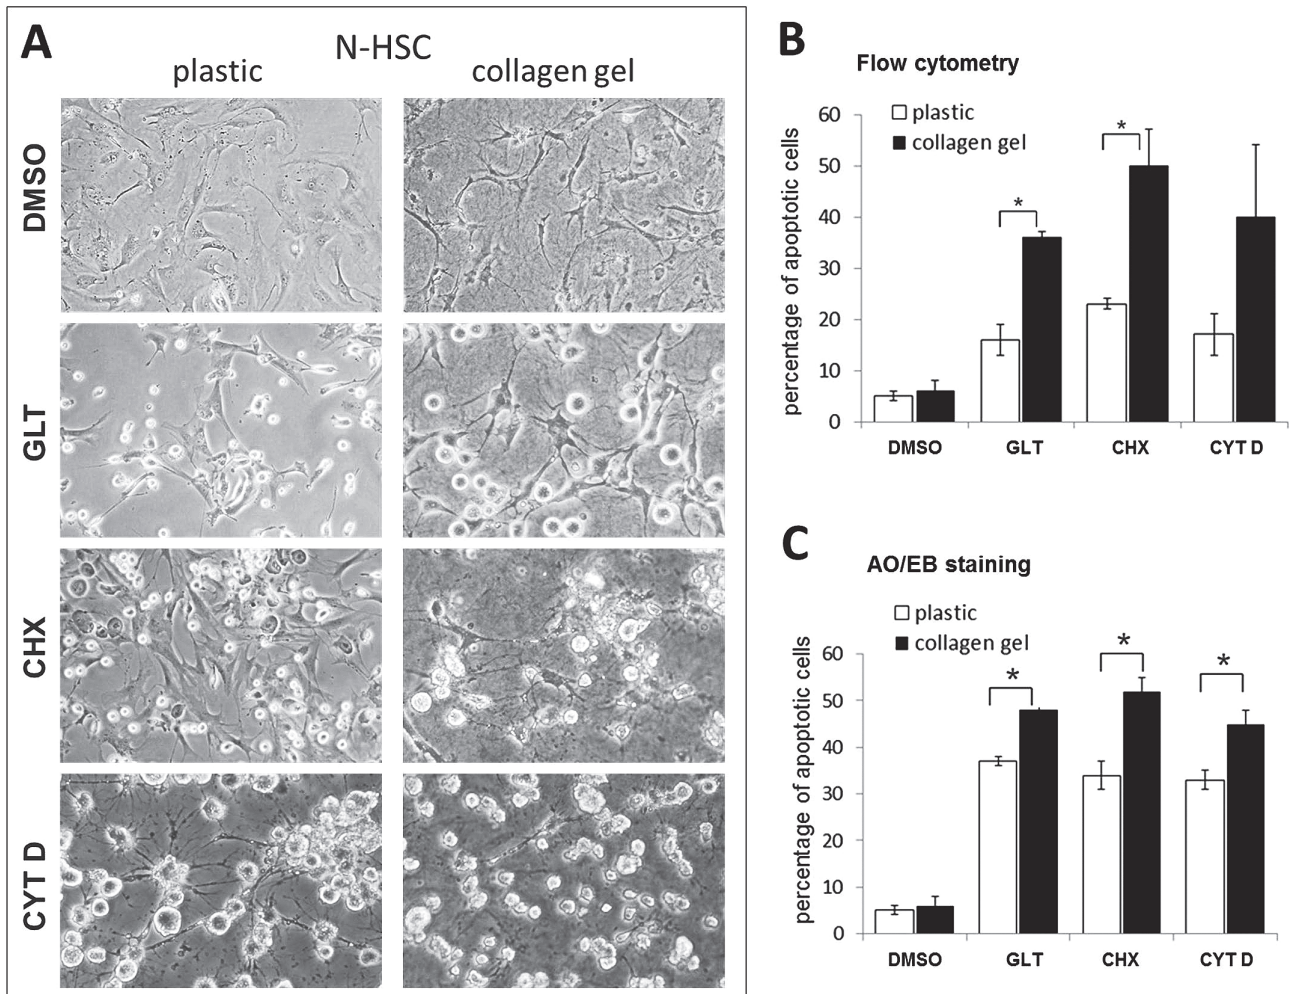 A
N-HSC
plastic
collagen gel
DMSO
GLT
CHX
CYT D
B
Flow cytometry
plastic
collagen gel
percentage of apoptotic cells
60
50
40
30
20
10
0
*
*
DMSO
GLT
CHX
CYT D
C
AO/EB staining
plastic
collagen gel
percentage of apoptotic cells
60
50
40
30
20
10
0
*
*
*
DMSO
GLT
CHX
CYT D